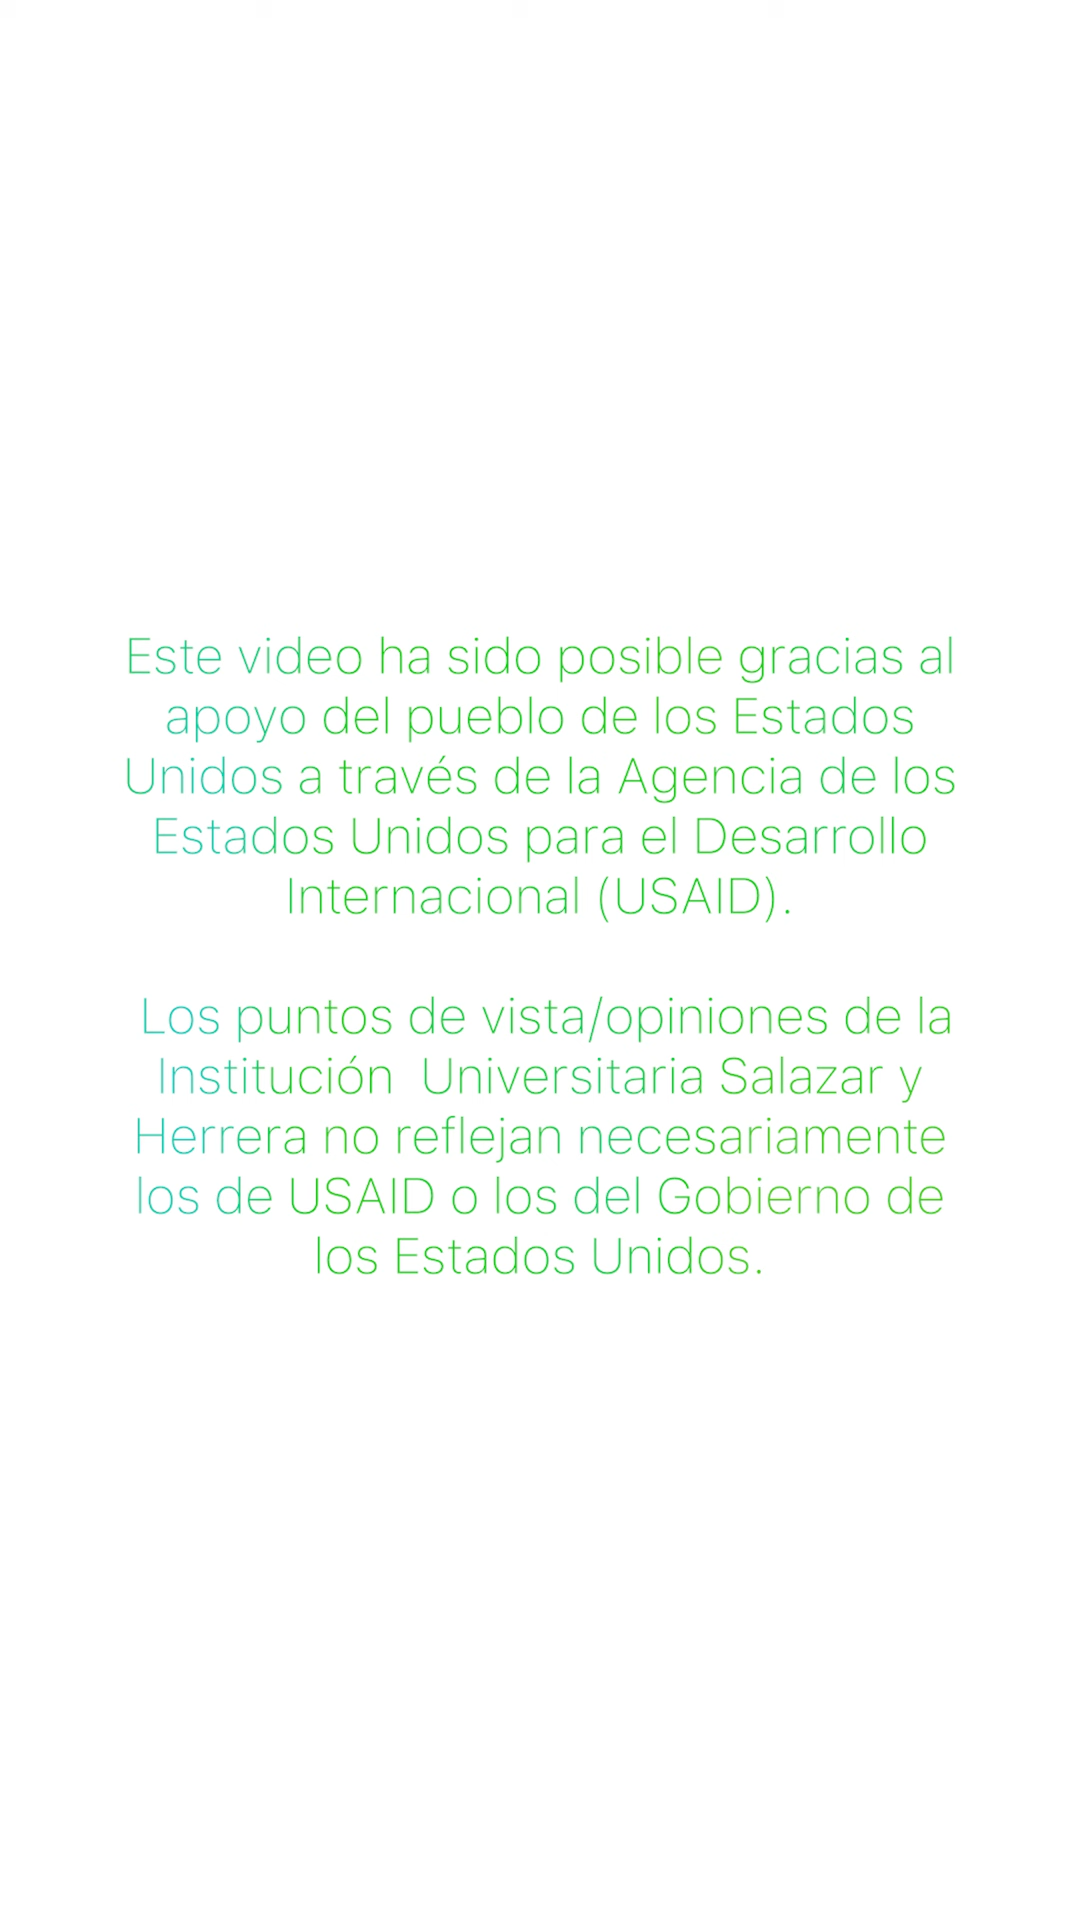 Este video ha sido posible gracias al
apoyo del pueblo de los Estados
Unidos a través de la Agencia de los
Estados Unidos para el Desarrollo
Internacional (USAID).
Los puntos de vista/opiniones de la
Institución  Universitaria Salazar y
Herrera no reflejan necesariamente
los de USAID o los del Gobierno de
los Estados Unidos.